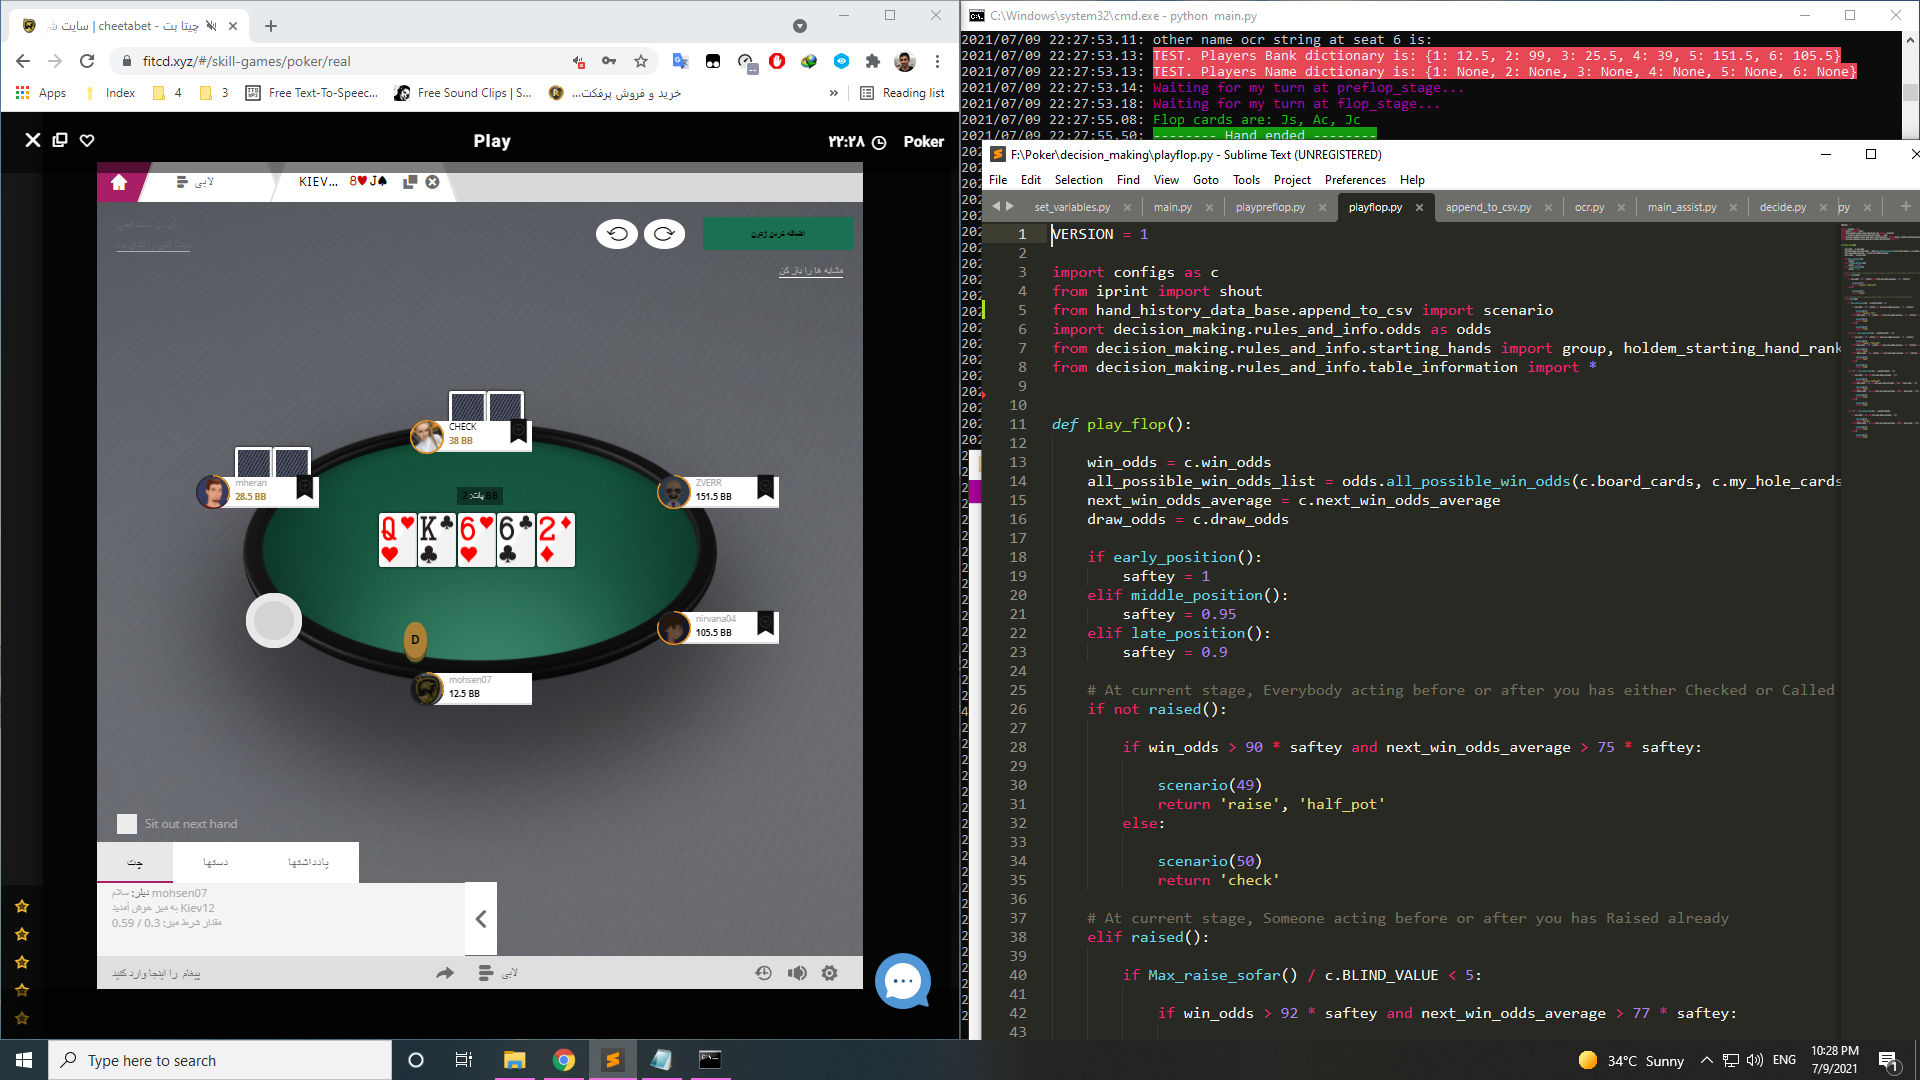 چیتا بت - cheetabet | سایت ش
fitcd.xyz/#/skill-games/poker/real
Apps
Index
4
3
Free Text-To-Speec...
Free Sound Clips | S...
خرید و فروش پرفکت...
»
Reading list
Play
۲۲:۲۸
Poker
لابی
KIEV... 8♥J♠
اضافه کردن ژتون
مشابه ها را باز کن
CHECK
38 BB
mheran
28.5 BB
ZVERR
151.5 BB
پات: 2 BB
Q♥ K♣ 6♥ 6♣ 2♦
nirvana04
105.5 BB
D
mohsen07
12.5 BB
Sit out next hand
چت
دستها
یادداشتها
دیلر: سلام mohsen07
Kiev12 به میز خوش آمدید
مقدار شرط میز: 0.3 / 0.59
پیغام را اینجا وارد کنید
لابی
C:\Windows\system32\cmd.exe - python  main.py
2021/07/09 22:27:53.11: other name ocr string at seat 6 is:
2021/07/09 22:27:53.13: TEST. Players Bank dictionary is: {1: 12.5, 2: 99, 3: 25.5, 4: 39, 5: 151.5, 6: 105.5}
2021/07/09 22:27:53.13: TEST. Players Name dictionary is: {1: None, 2: None, 3: None, 4: None, 5: None, 6: None}
2021/07/09 22:27:53.14: Waiting for my turn at preflop_stage...
2021/07/09 22:27:53.18: Waiting for my turn at flop_stage...
2021/07/09 22:27:55.08: Flop cards are: Js, Ac, Jc
2021/07/09 22:27:55.50: -------- Hand ended --------
F:\Poker\decision_making\playflop.py - Sublime Text (UNREGISTERED)
File Edit Selection Find View Goto Tools Project Preferences Help
set_variables.py main.py playpreflop.py playflop.py append_to_csv.py ocr.py main_assist.py decide.py py
1 VERSION = 1
2
3 import configs as c
4 from iprint import shout
5 from hand_history_data_base.append_to_csv import scenario
6 import decision_making.rules_and_info.odds as odds
7 from decision_making.rules_and_info.starting_hands import group, holdem_starting_hand_rank
8 from decision_making.rules_and_info.table_information import *
9
10
11 def play_flop():
12
13 win_odds = c.win_odds
14 all_possible_win_odds_list = odds.all_possible_win_odds(c.board_cards, c.my_hole_cards
15 next_win_odds_average = c.next_win_odds_average
16 draw_odds = c.draw_odds
17
18 if early_position():
19 saftey = 1
20 elif middle_position():
21 saftey = 0.95
22 elif late_position():
23 saftey = 0.9
24
25 # At current stage, Everybody acting before or after you has either Checked or Called
26 if not raised():
27
28 if win_odds > 90 * saftey and next_win_odds_average > 75 * saftey:
29
30 scenario(49)
31 return 'raise', 'half_pot'
32 else:
33
34 scenario(50)
35 return 'check'
36
37 # At current stage, Someone acting before or after you has Raised already
38 elif raised():
39
40 if Max_raise_sofar() / c.BLIND_VALUE < 5:
41
42 if win_odds > 92 * saftey and next_win_odds_average > 77 * saftey:
43
Type here to search
34°C Sunny
ENG
10:28 PM
7/9/2021
1